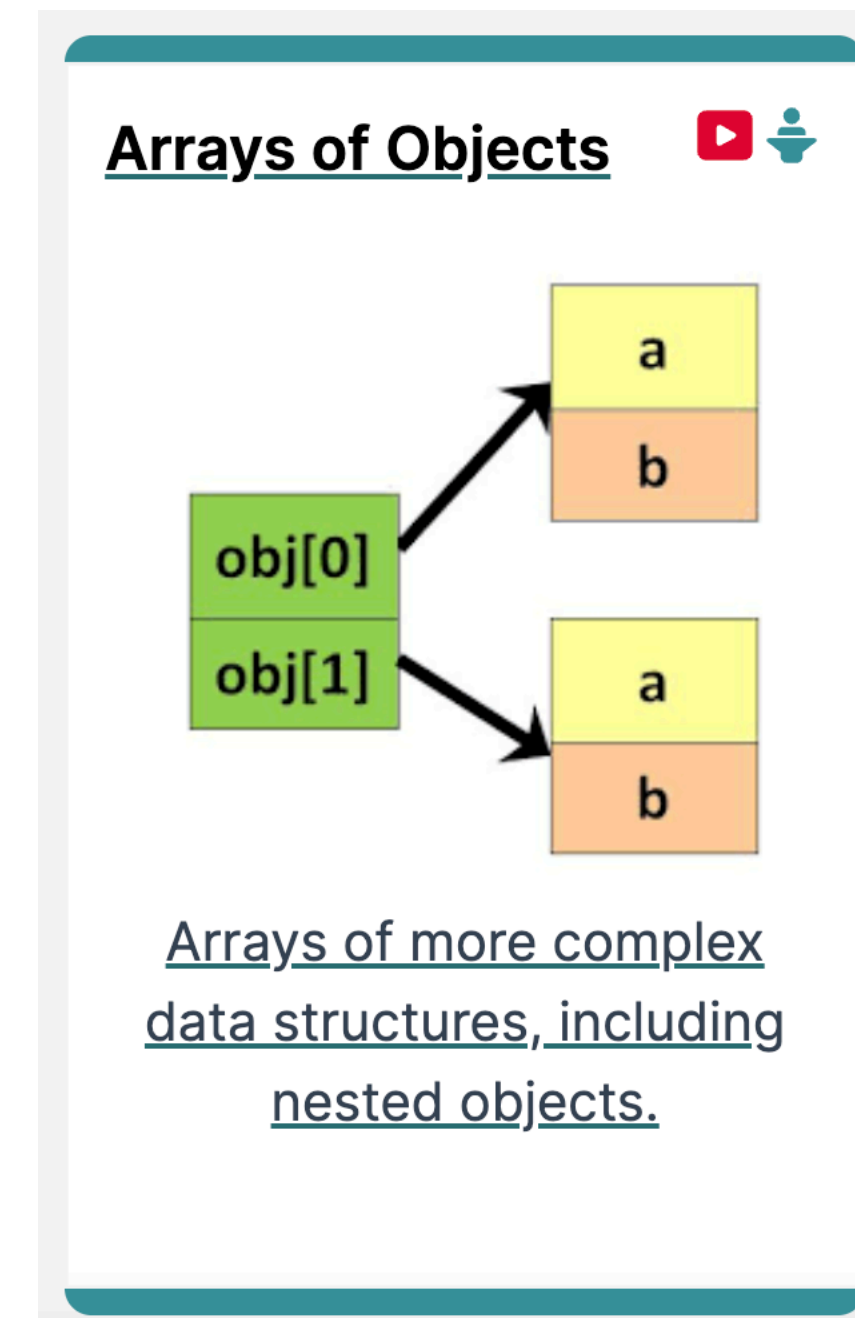 Arrays of Objects
a
b
obj[0]
obj[1]
a
b
Arrays of more complex
data structures, including
nested objects.